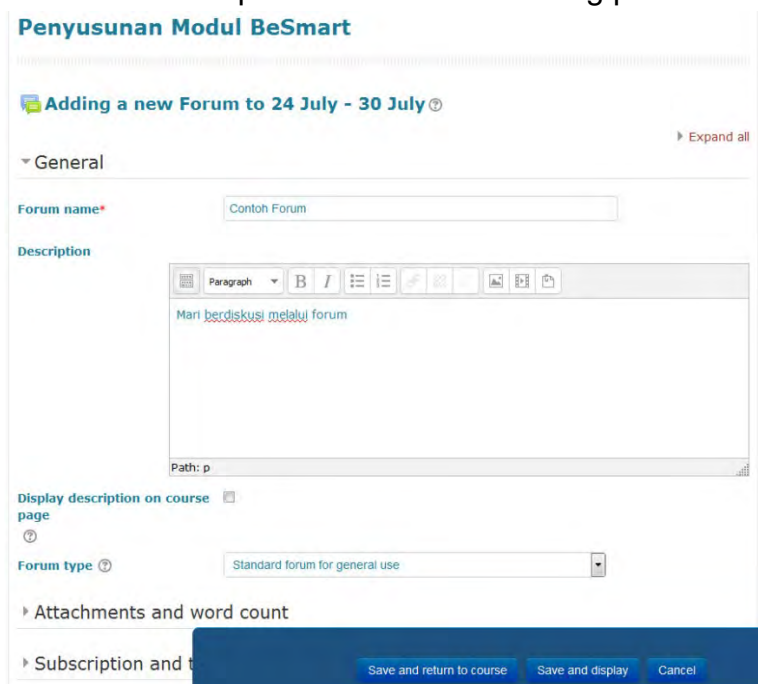 Penyusunan Modul BeSmart
Adding a new Forum to 24 July - 30 July
Expand all
General
Forum name*
Contoh Forum
Description
Paragraph
B I
Mari berdiskusi melalui forum
Path: p
Display description on course
page
Forum type
Standard forum for general use
Attachments and word count
Subscription and t
Save and return to course Save and display Cancel